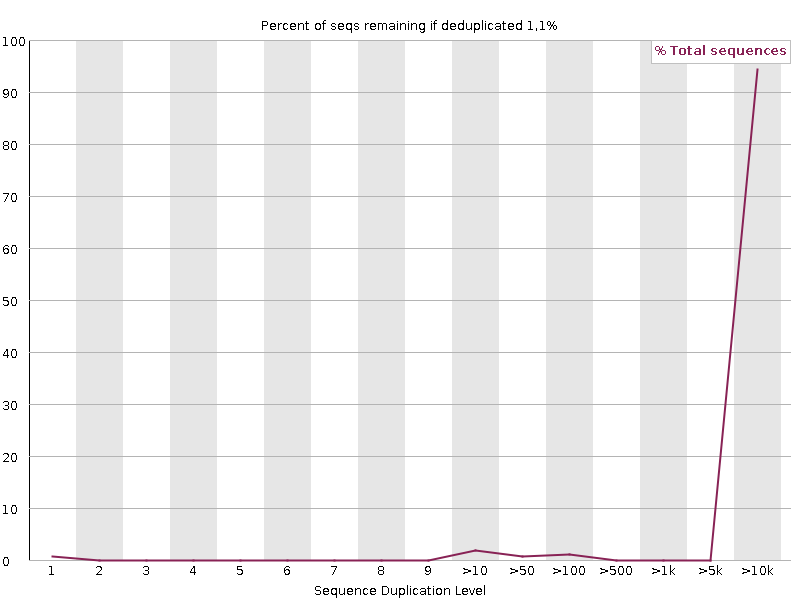 Percent of seqs remaining if deduplicated 1,1%
% Total sequences
100
90
80
70
60
50
40
30
20
10
0
1 2 3 4 5 6 7 8 9 >10 >50 >100 >500 >1k >5k >10k
Sequence Duplication Level